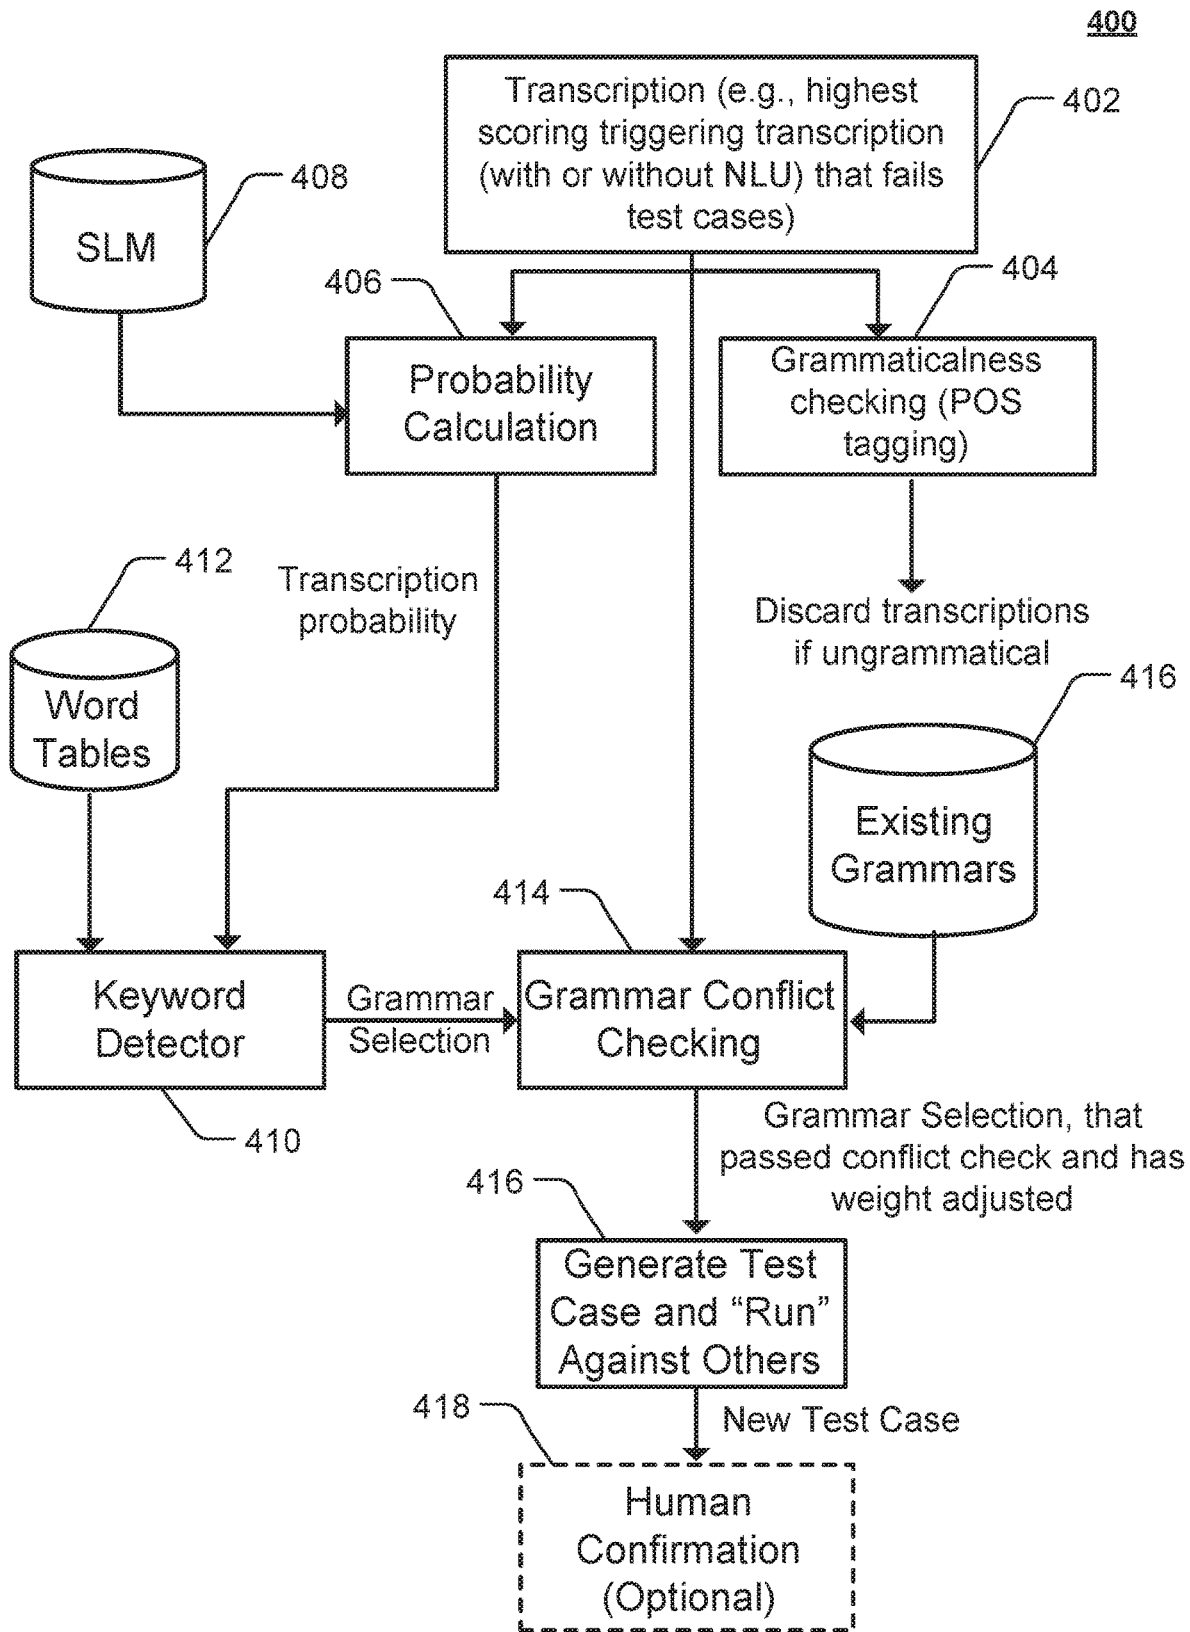 400
Transcription (e.g., highest
scoring triggering transcription
(with or without NLU) that fails
test cases)
402
408
SLM
406
404
Probability
Calculation
Grammaticalness
checking (POS
tagging)
412
Transcription
probability
Discard transcriptions
if ungrammatical
416
Word
Tables
Existing
Grammars
414
Keyword
Detector
Grammar
Selection
Grammar Conflict
Checking
410
Grammar Selection, that
passed conflict check and has
weight adjusted
416
Generate Test
Case and “Run”
Against Others
418
New Test Case
Human
Confirmation
(Optional)